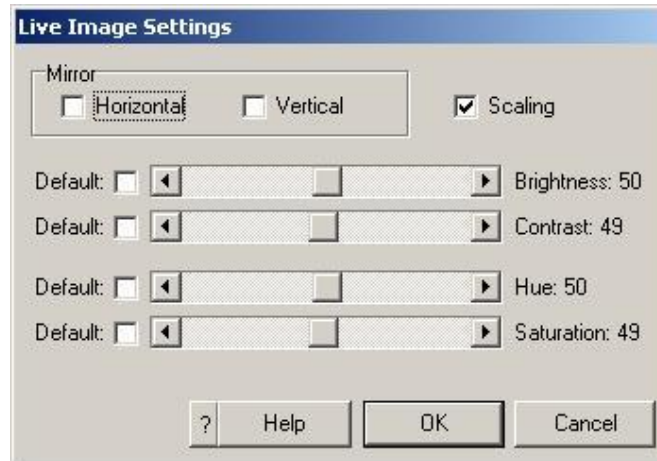 Live Image Settings
Mirror
Horizontal Vertical Scaling
Default: Brightness: 50
Default: Contrast: 49
Default: Hue: 50
Default: Saturation: 49
? Help OK Cancel